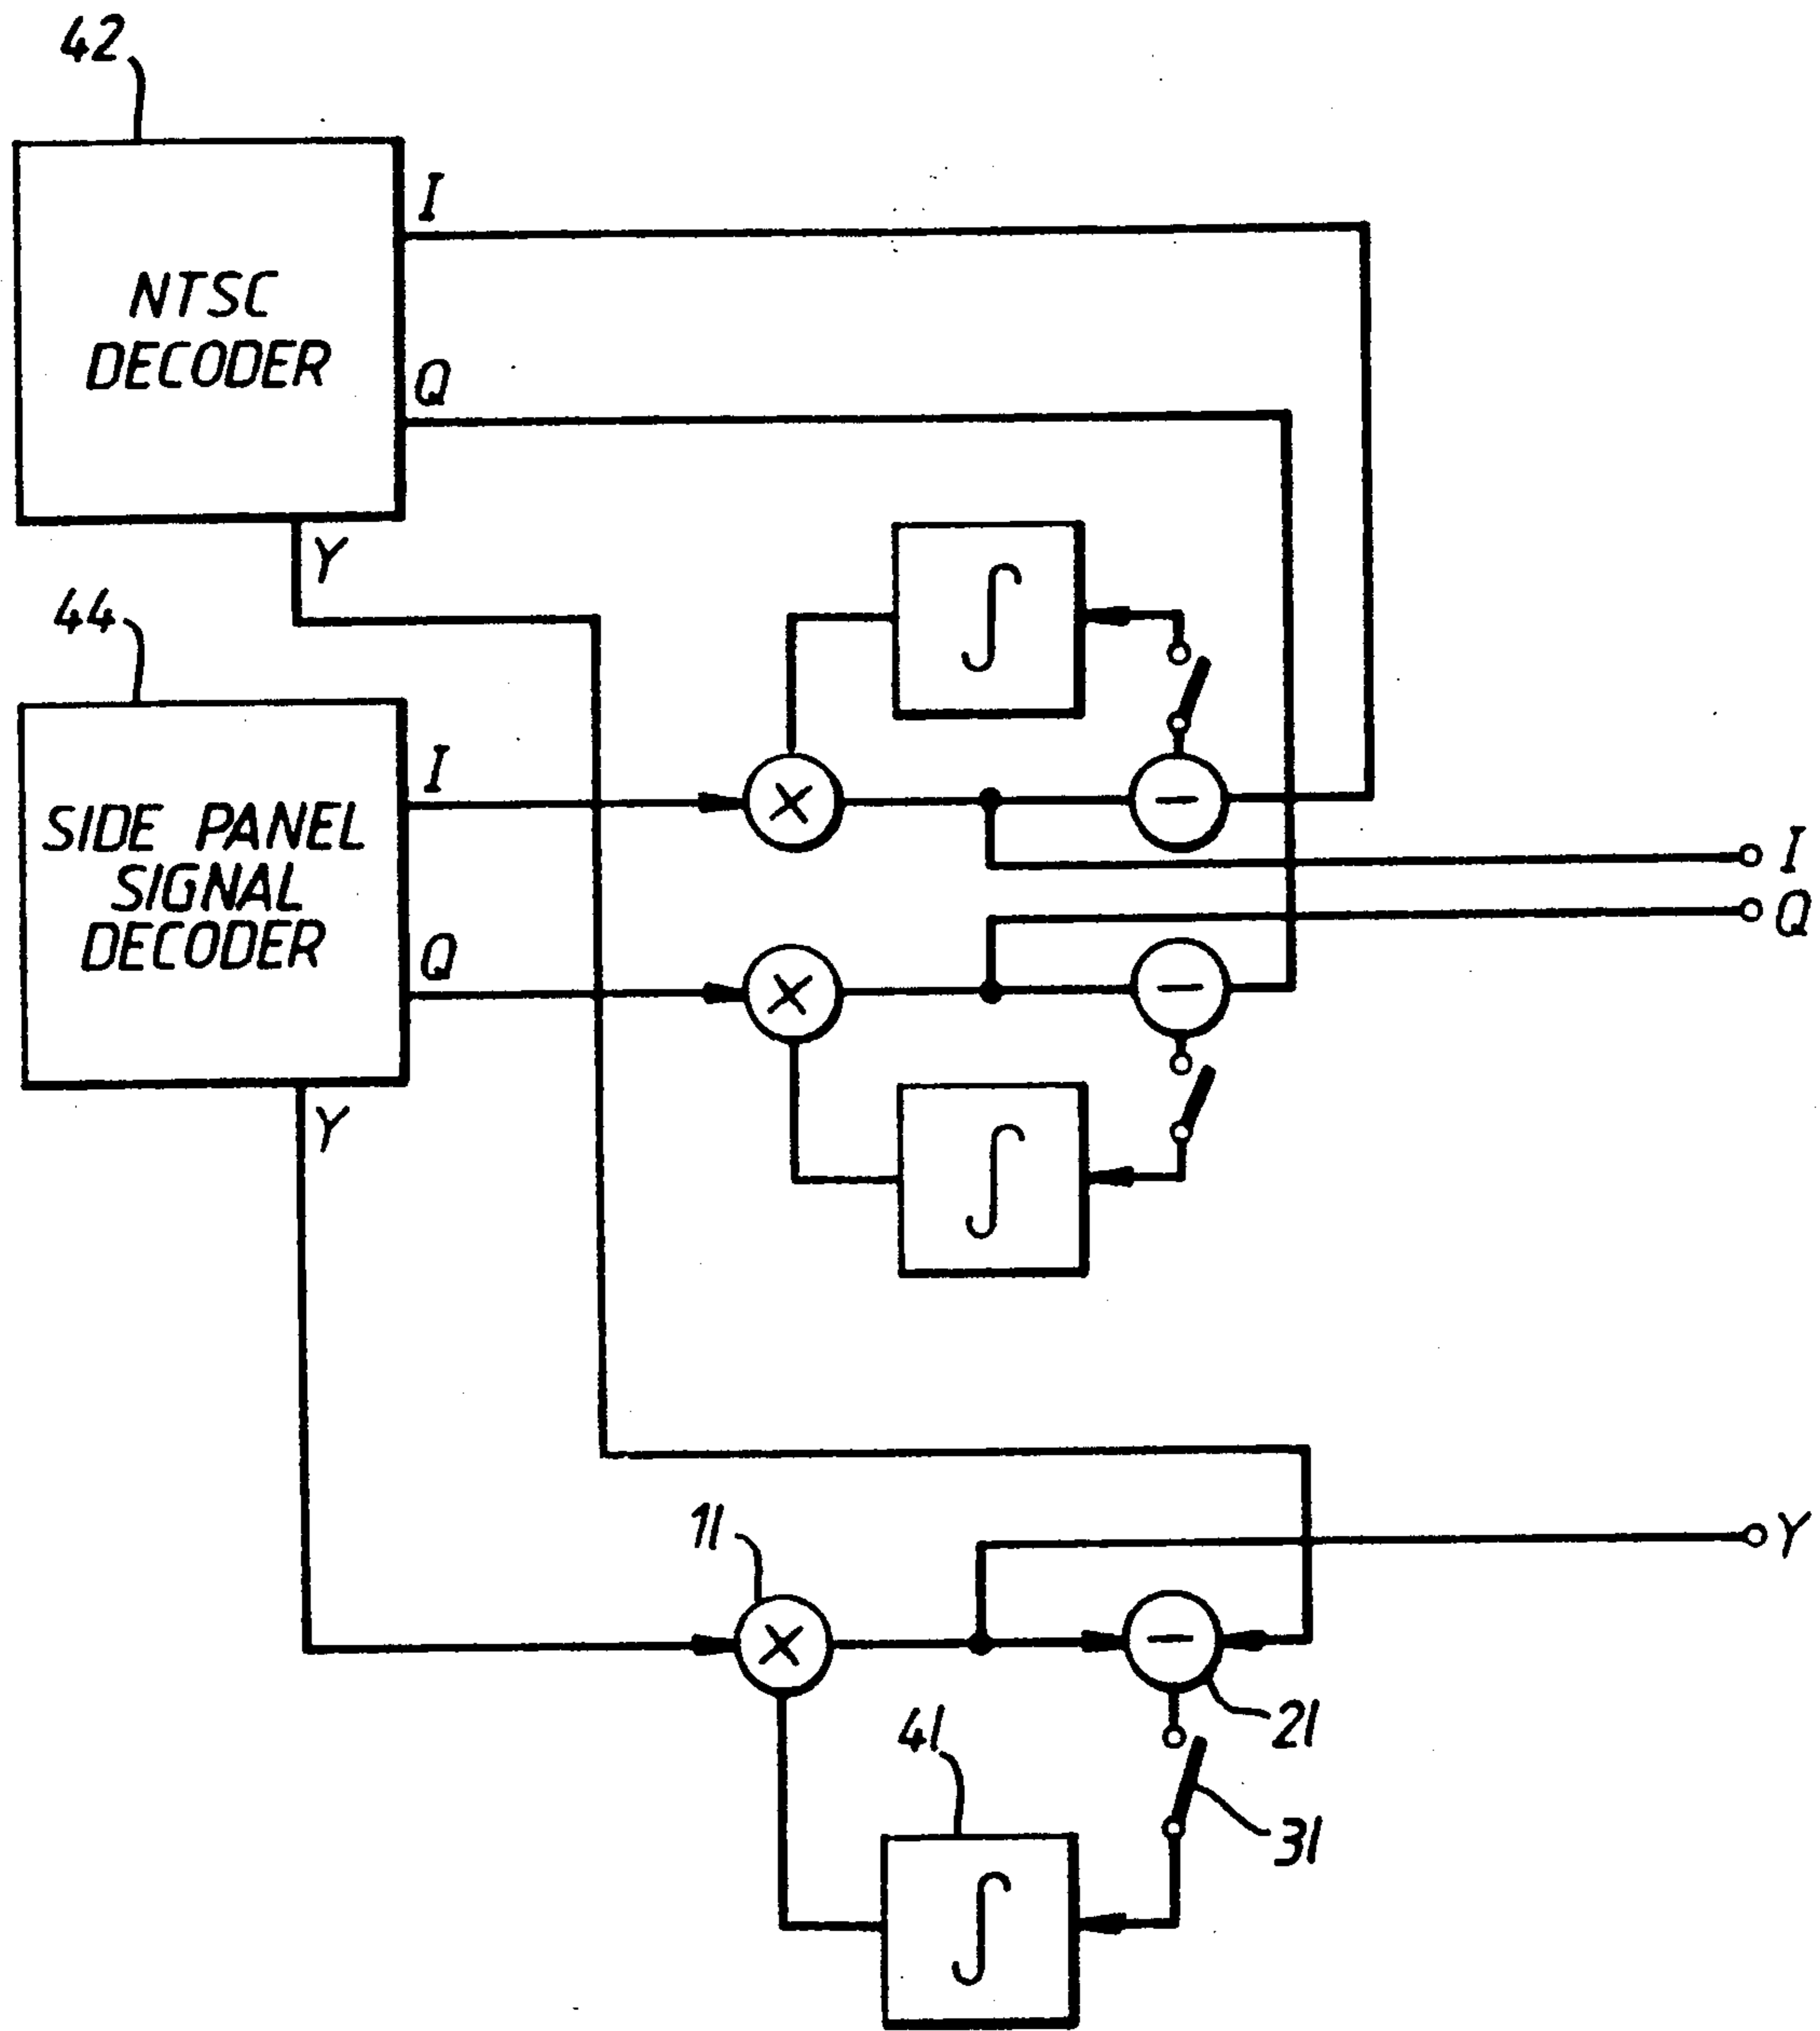 42
I
NTSC
DECODER
Q
Y
44
∫
I
×
−
SIDE PANEL
SIGNAL
DECODER
I
Q
Q
×
−
Y
∫
11
Y
×
−
21
41
31
∫